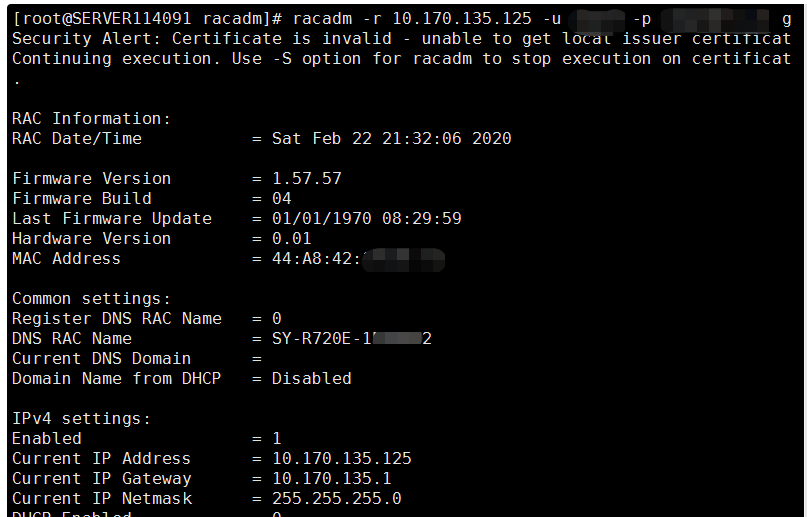 [root@SERVER114091 racadm]# racadm -r 10.170.135.125 -u -p g
Security Alert: Certificate is invalid - unable to get local issuer certificat
Continuing execution. Use -S option for racadm to stop execution on certificat
.
RAC Information:
RAC Date/Time = Sat Feb 22 21:32:06 2020
Firmware Version = 1.57.57
Firmware Build = 04
Last Firmware Update = 01/01/1970 08:29:59
Hardware Version = 0.01
MAC Address = 44:A8:42:
Common settings:
Register DNS RAC Name = 0
DNS RAC Name = SY-R720E-1 2
Current DNS Domain =
Domain Name from DHCP = Disabled
IPv4 settings:
Enabled = 1
Current IP Address = 10.170.135.125
Current IP Gateway = 10.170.135.1
Current IP Netmask = 255.255.255.0
DHCP Enabled = 0